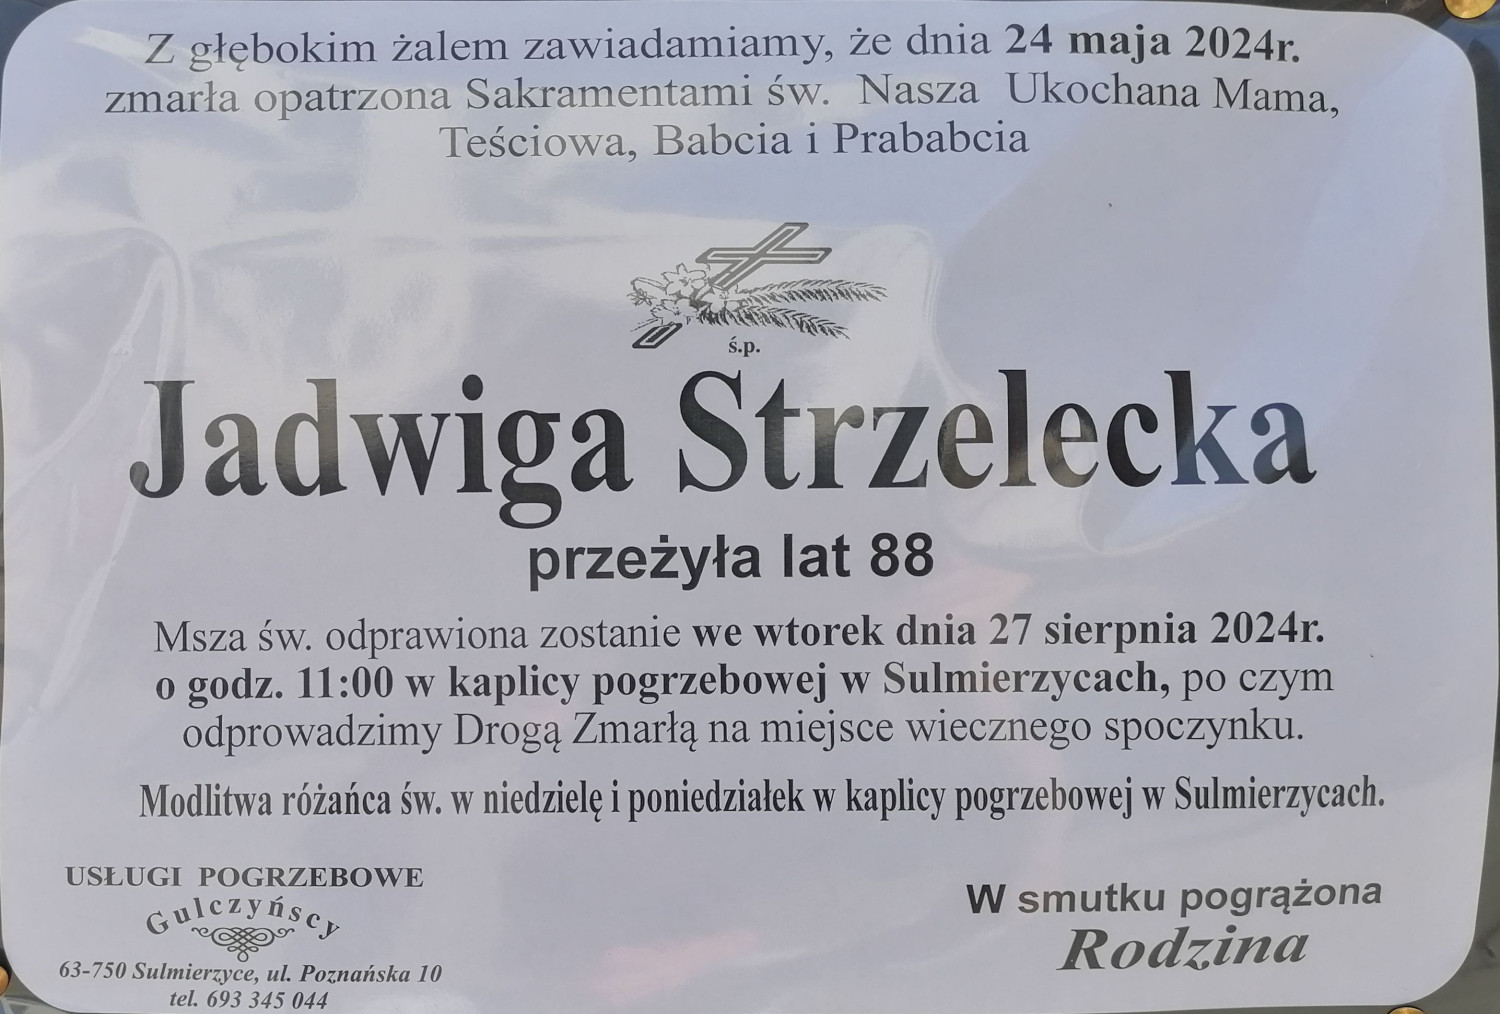 Z głębokim żalem zawiadamiamy, że dnia 24 maja 2024r.
zmarła opatrzona Sakramentami św. Nasza Ukochana Mama,
Teściowa, Babcia i Prababcia
ś.p.
Jadwiga Strzelecka
przeżyła lat 88
Msza św. odprawiona zostanie we wtorek dnia 27 sierpnia 2024r.
o godz. 11:00 w kaplicy pogrzebowej w Sulmierzycach, po czym
odprowadzimy Drogą Zmarłą na miejsce wiecznego spoczynku.
Modlitwa różańca św. w niedzielę i poniedziałek w kaplicy pogrzebowej w Sulmierzycach.
USŁUGI POGRZEBOWE
Gulczyńscy
63-750 Sulmierzyce, ul. Poznańska 10
tel. 693 345 044
W smutku pogrążona
Rodzina